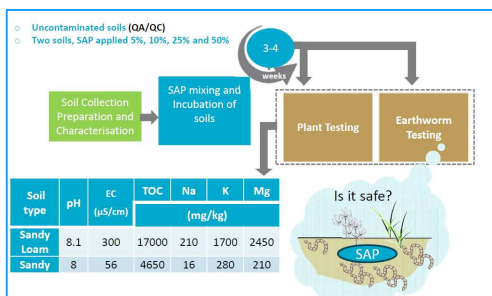 o Uncontaminated soils (QA/QC)
o Two soils, SAP applied 5%, 10%, 25% and 50%
3-4
weeks
Soil Collection
Preparation and
Characterisation
SAP mixing and
Incubation of
soils
Plant Testing
Earthworm
Testing
Soil type pH EC (µS/cm) TOC Na K Mg
(mg/kg)
Sandy Loam 8.1 300 17000 210 1700 2450
Sandy 8 56 4650 16 280 210
Is it safe?
SAP